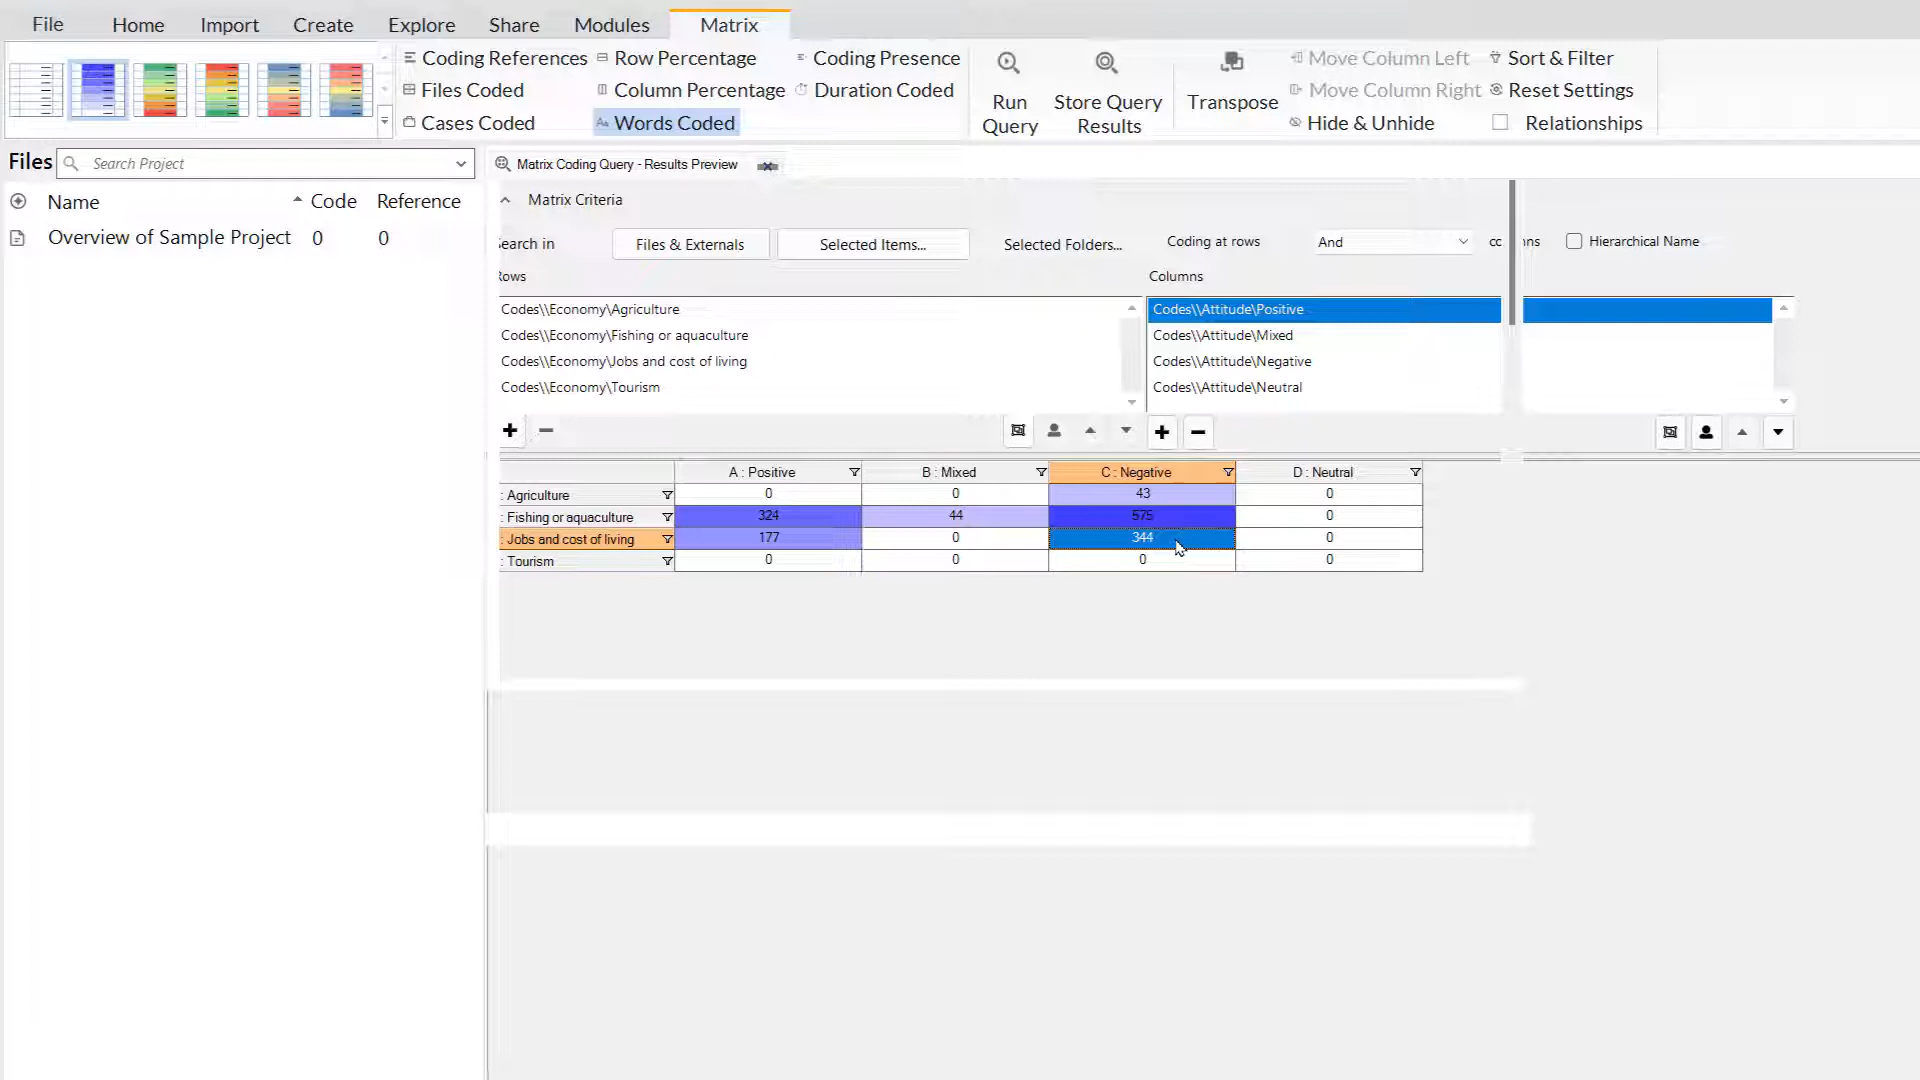 File Home Import Create Explore Share Modules Matrix
Coding References Row Percentage Coding Presence
Files Coded Column Percentage Duration Coded
Cases Coded Words Coded
Run Query
Store Query Results
Transpose
Move Column Left Sort & Filter
Move Column Right Reset Settings
Hide & Unhide Relationships
Files Search Project
Name Code Reference
Overview of Sample Project 0 0
Matrix Coding Query - Results Preview
Matrix Criteria
earch in Files & Externals Selected Items... Selected Folders... Coding at rows And Hierarchical Name
Rows Columns
Codes\\Economy\Agriculture Codes\\Attitude\Positive
Codes\\Economy\Fishing or aquaculture Codes\\Attitude\Mixed
Codes\\Economy\Jobs and cost of living Codes\\Attitude\Negative
Codes\\Economy\Tourism Codes\\Attitude\Neutral
A : Positive B : Mixed C : Negative D : Neutral
: Agriculture 0 0 43 0
: Fishing or aquaculture 324 44 575 0
: Jobs and cost of living 177 0 344 0
: Tourism 0 0 0 0